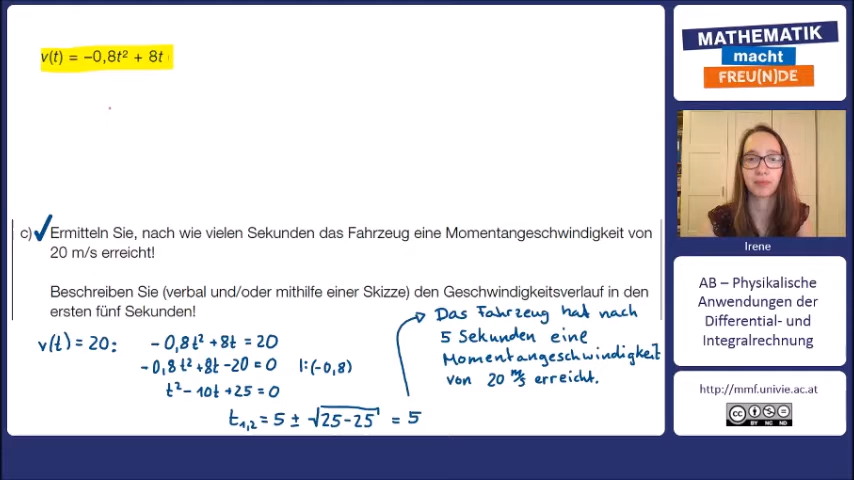 v(t) = −0,8t² + 8t
c) ✓ Ermitteln Sie, nach wie vielen Sekunden das Fahrzeug eine Momentangeschwindigkeit von
20 m/s erreicht!
Beschreiben Sie (verbal und/oder mithilfe einer Skizze) den Geschwindigkeitsverlauf in den
ersten fünf Sekunden!
v(t) = 20: −0,8t² + 8t = 20
−0,8t² + 8t − 20 = 0 |:(−0,8)
t² − 10t + 25 = 0
t₁,₂ = 5 ± √25−25 = 5
Das Fahrzeug hat nach
5 Sekunden eine
Momentangeschwindigkeit
von 20 m/s erreicht.
MATHEMATIK
macht
FREU(N)DE
Irene
AB – Physikalische
Anwendungen der
Differential- und
Integralrechnung
http://mmf.univie.ac.at
cc
BY NC ND